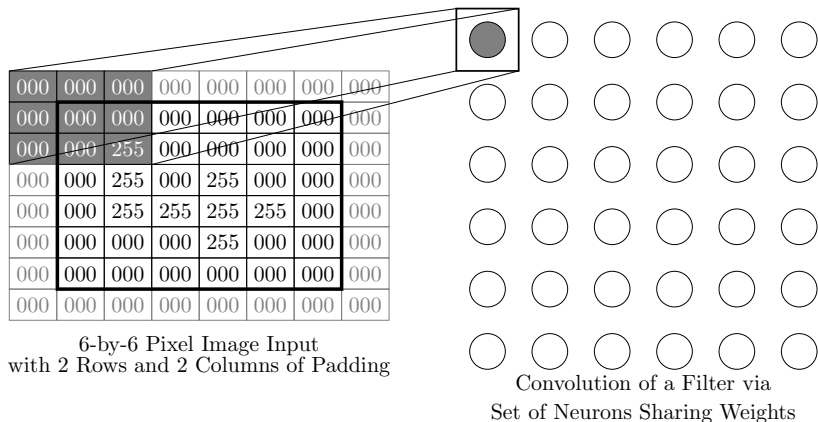 000 000 000 000 000 000 000 000
000 000 000 000 000 000 000 000
000 000 255 000 000 000 000 000
000 000 255 000 255 000 000 000
000 000 255 255 255 255 000 000
000 000 000 000 255 000 000 000
000 000 000 000 000 000 000 000
000 000 000 000 000 000 000 000
6-by-6 Pixel Image Input
with 2 Rows and 2 Columns of Padding
Convolution of a Filter via
Set of Neurons Sharing Weights